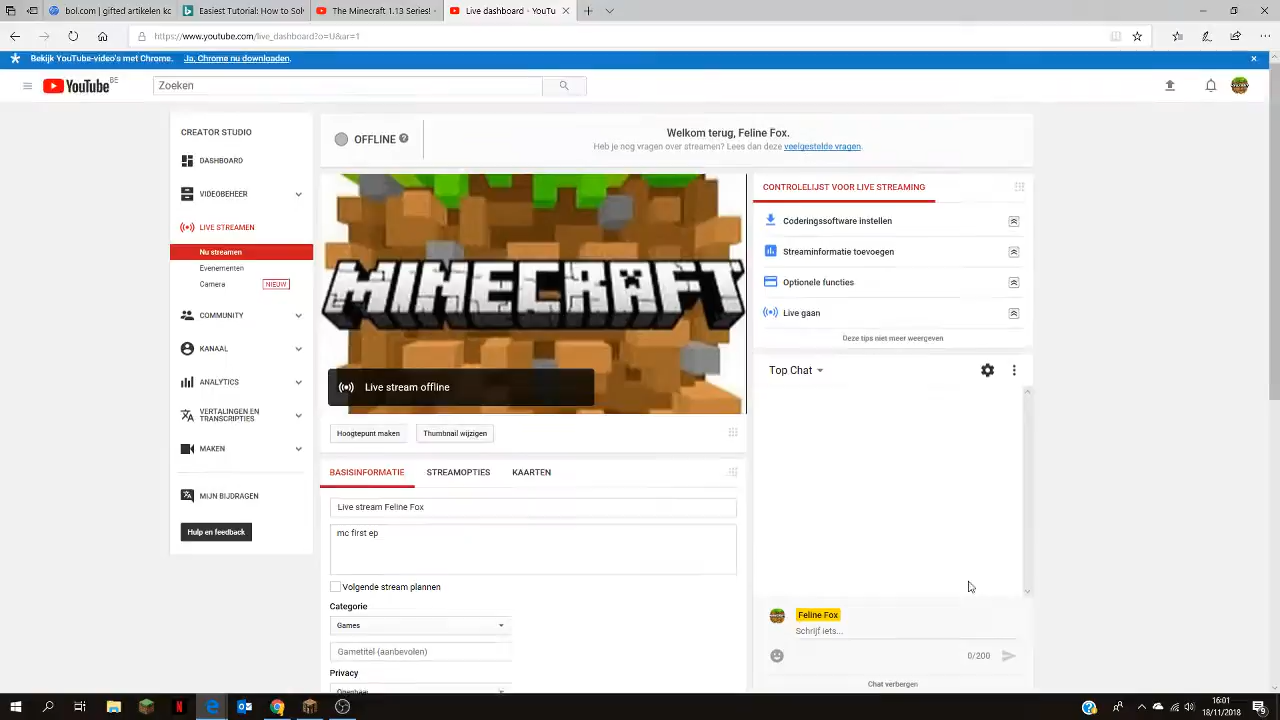 bol.com | gifted artikelen kc
Easy Tutorial: How to Soli
The Minecraft 1.13 Series!
Live dashboard - YouTu
https://www.youtube.com/live_dashboard?o=U&ar=1
Bekijk YouTube-video's met Chrome. Ja, Chrome nu downloaden.
YouTube BE
Zoeken
CREATOR STUDIO
DASHBOARD
VIDEOBEHEER
LIVE STREAMEN
Nu streamen
Evenementen
Camera NIEUW
COMMUNITY
KANAAL
ANALYTICS
VERTALINGEN EN
TRANSCRIPTIES
MAKEN
MIJN BIJDRAGEN
Hulp en feedback
OFFLINE
Welkom terug, Feline Fox.
Heb je nog vragen over streamen? Lees dan deze veelgestelde vragen.
MINECRAFT
Live stream offline
Hoogtepunt maken
Thumbnail wijzigen
BASISINFORMATIE STREAMOPTIES KAARTEN
Live stream Feline Fox
mc first ep
Volgende stream plannen
Categorie
Games
Gametitel (aanbevolen)
Privacy
Openbaar
CONTROLELIJST VOOR LIVE STREAMING
Coderingssoftware instellen
Streaminformatie toevoegen
Optionele functies
Live gaan
Deze tips niet meer weergeven
Top Chat
Feline Fox
Schrijf iets...
0/200
Chat verbergen
16:01
18/11/2018